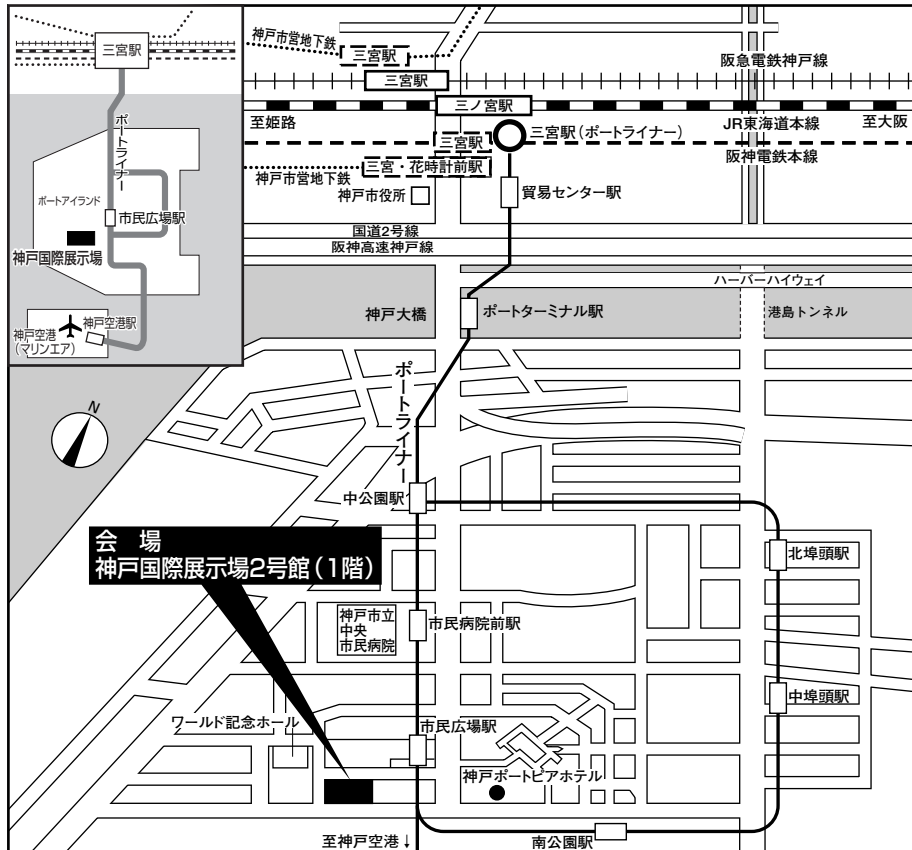 三宮駅
ポートライナー
ポートアイランド
市民広場駅
神戸国際展示場
神戸空港駅
神戸空港
(マリンエア)
神戸市営地下鉄
三宮駅
三宮駅
阪急電鉄神戸線
三ノ宮駅
至姫路
三宮駅(ポートライナー)
JR東海道本線
至大阪
三宮駅
阪神電鉄本線
三宮・花時計前駅
神戸市営地下鉄
神戸市役所
貿易センター駅
国道2号線
阪神高速神戸線
ハーバーハイウェイ
神戸大橋
ポートターミナル駅
港島トンネル
ポートライナー
N
中公園駅
会 場
神戸国際展示場2号館(1階)
北埠頭駅
神戸市立
中央
市民病院
市民病院前駅
中埠頭駅
ワールド記念ホール
市民広場駅
神戸ポートピアホテル
至神戸空港↓
南公園駅